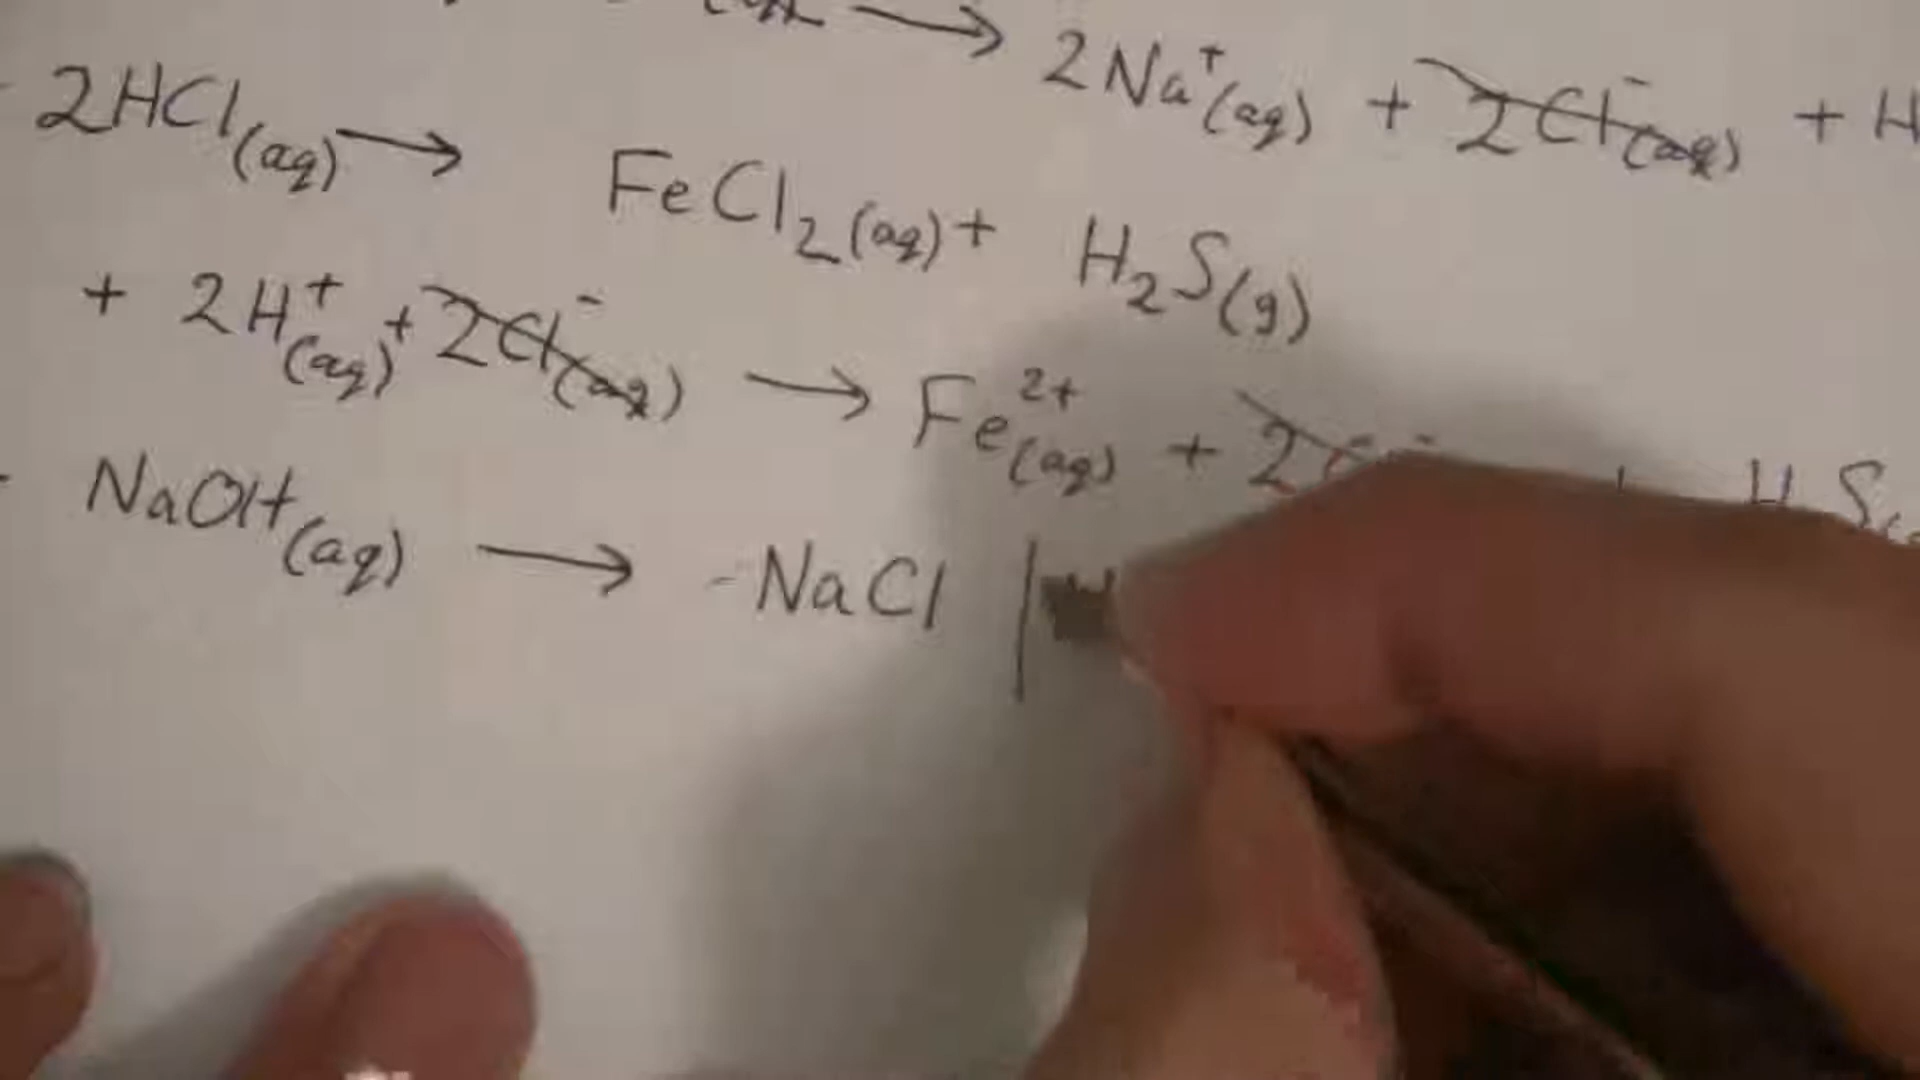 → 2Na⁺(aq) + 2Cl⁻(aq) + H
2HCl(aq) → FeCl₂(aq) + H₂S(g)
+ 2H⁺(aq) + 2Cl⁻(aq) → Fe²⁺(aq) + 2
NaOH(aq) → NaCl